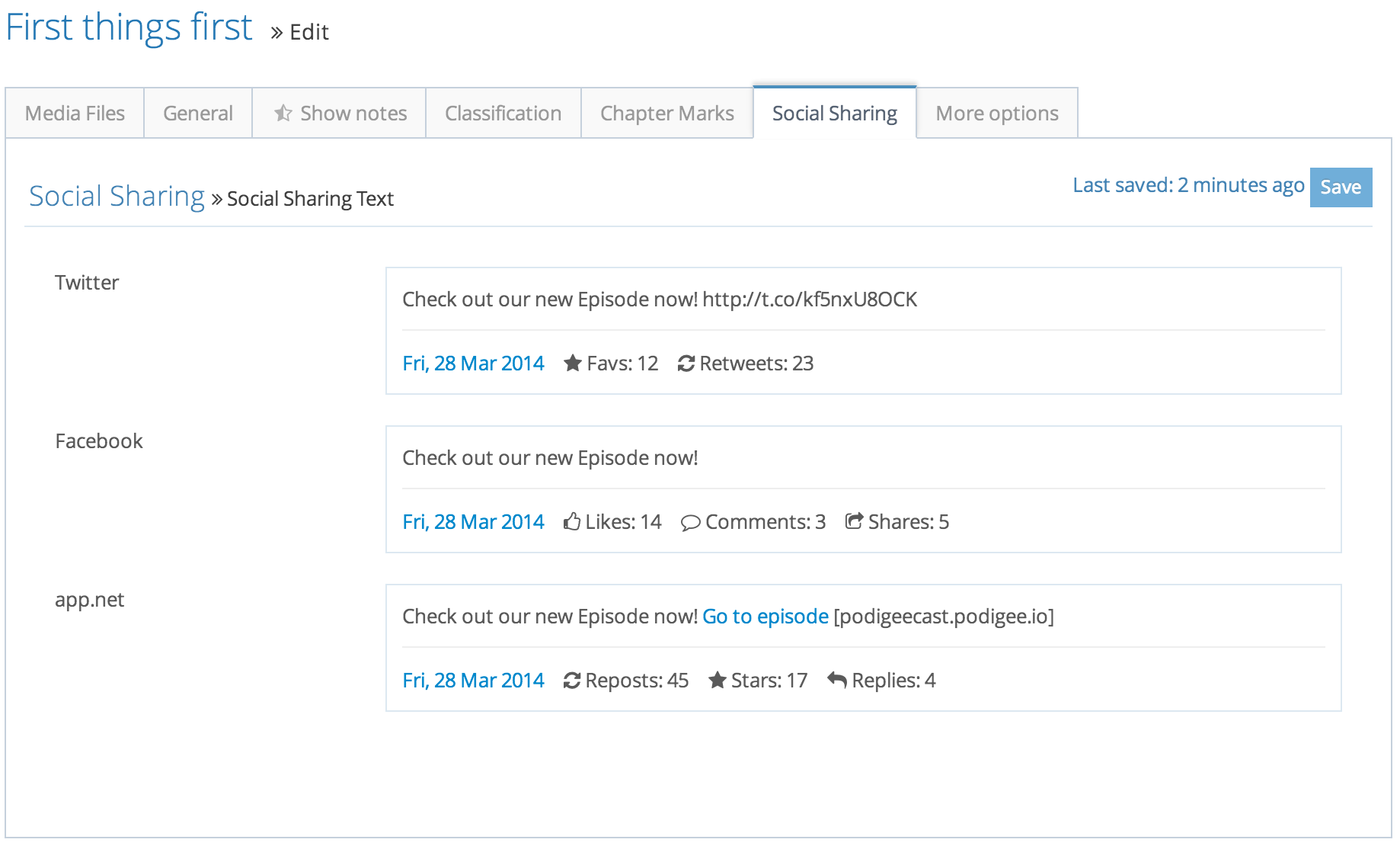 First things first » Edit
Media Files General Show notes Classification Chapter Marks Social Sharing More options
Social Sharing » Social Sharing Text Last saved: 2 minutes ago Save
Twitter
Check out our new Episode now! http://t.co/kf5nxU8OCK
Fri, 28 Mar 2014 Favs: 12 Retweets: 23
Facebook
Check out our new Episode now!
Fri, 28 Mar 2014 Likes: 14 Comments: 3 Shares: 5
app.net
Check out our new Episode now! Go to episode [podigeecast.podigee.io]
Fri, 28 Mar 2014 Reposts: 45 Stars: 17 Replies: 4